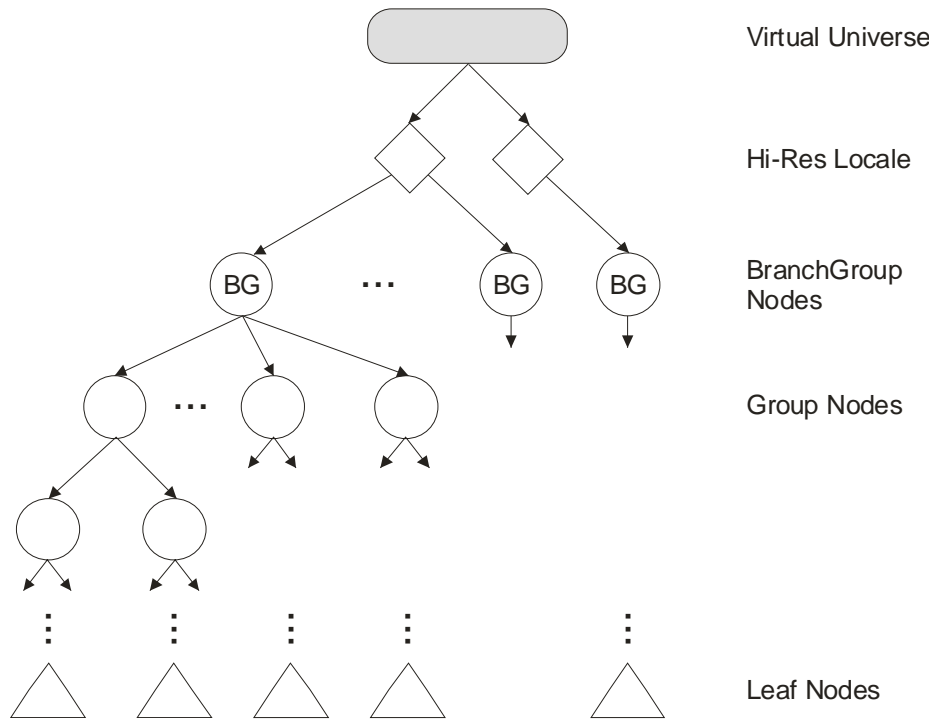 Virtual Universe
Hi-Res Locale
BG
...
BG
BG
BranchGroup
Nodes
...
Group Nodes
Leaf Nodes